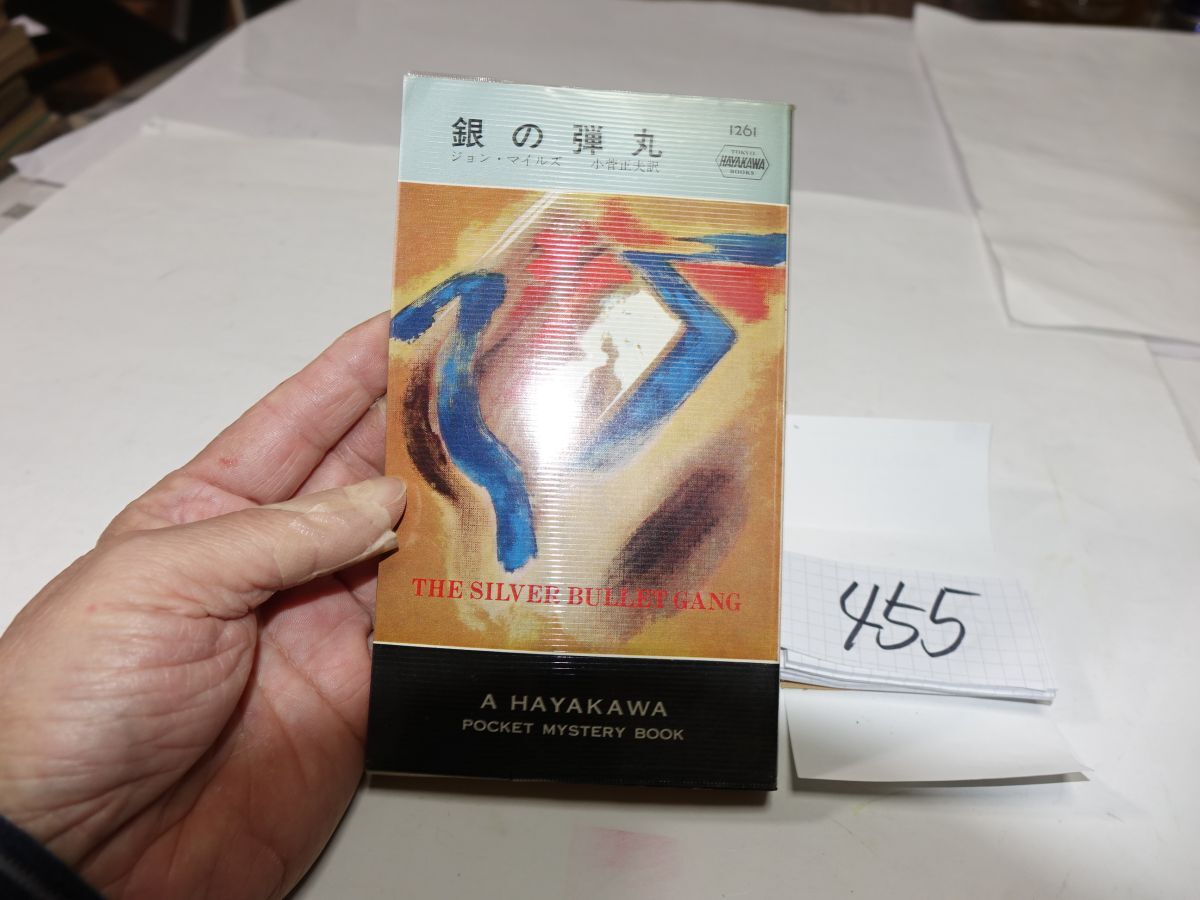 銀の弾丸
ジョン・マイルズ 小菅正夫訳
1261
TOKYO
HAYAKAWA
BOOKS
THE SILVER BULLET GANG
A HAYAKAWA
POCKET MYSTERY BOOK
455